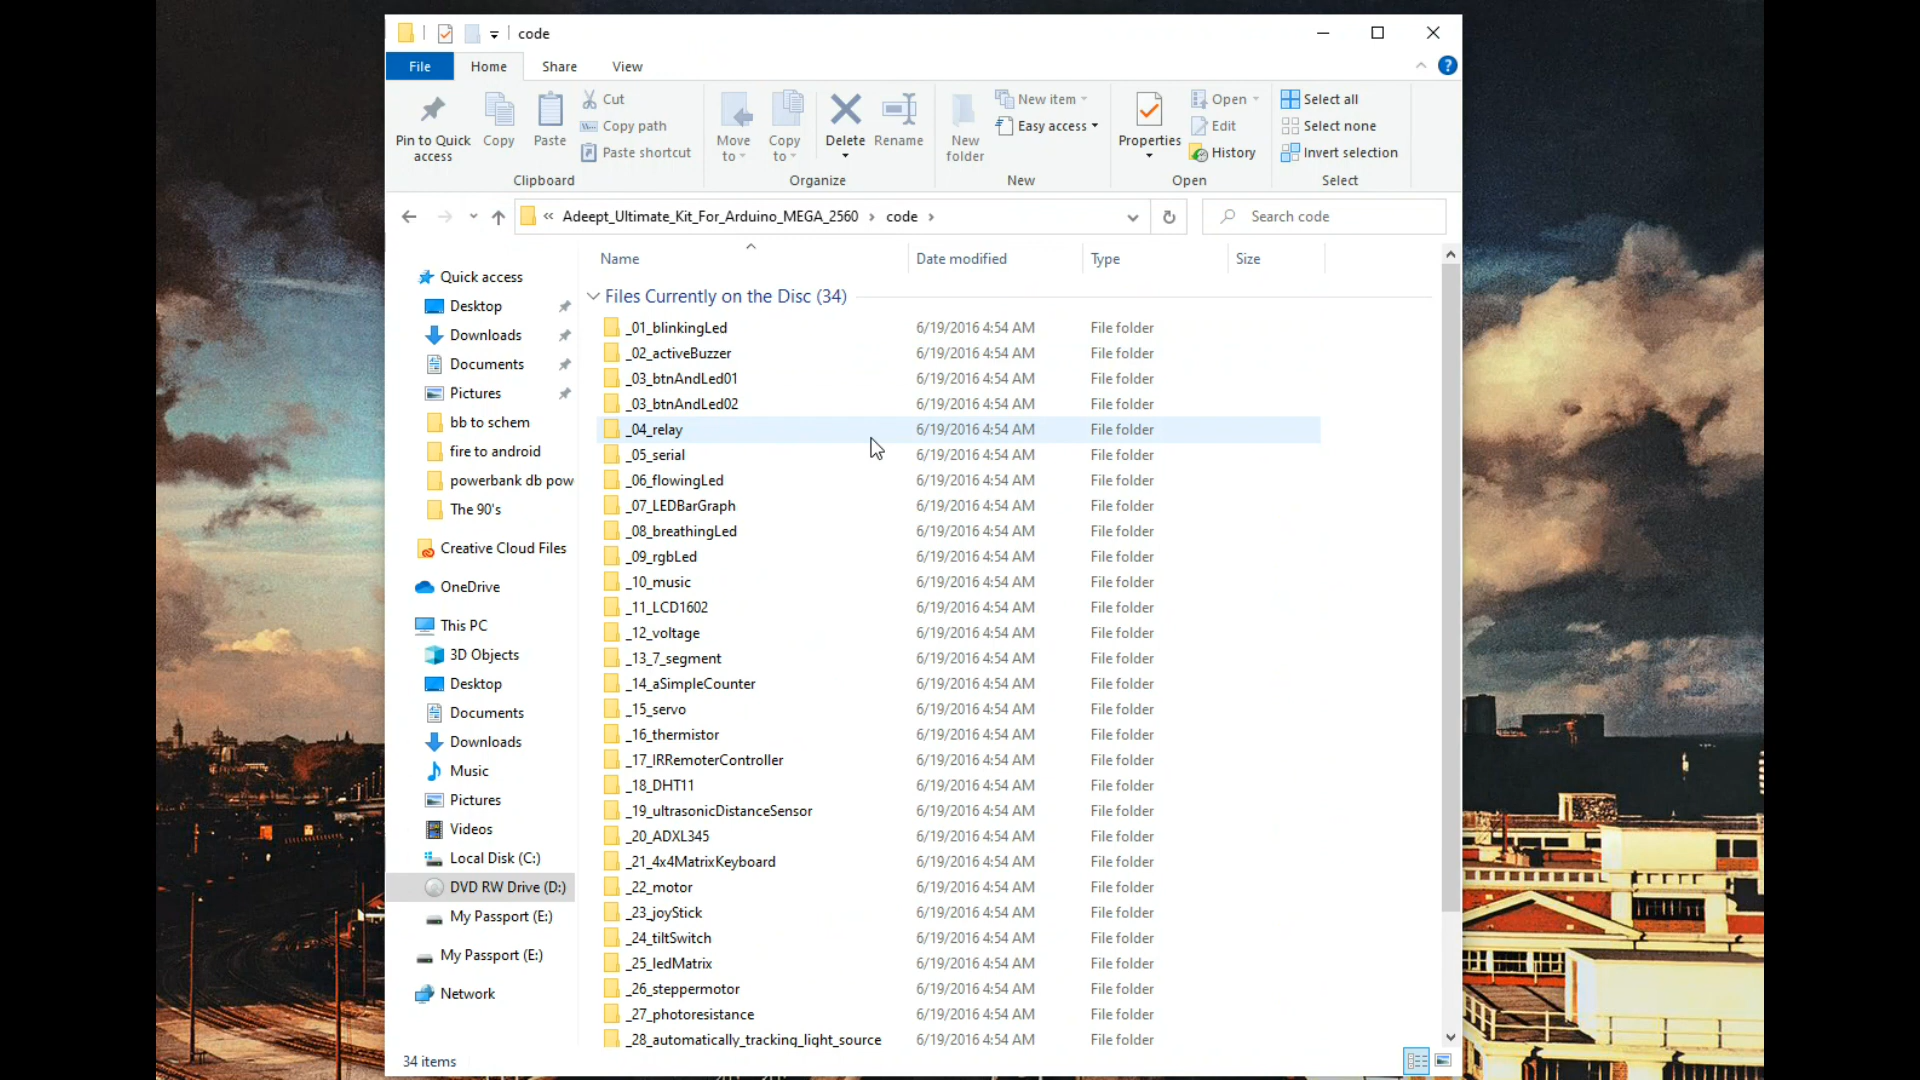 code
File Home Share View
?
Pin to Quick access
Copy
Paste
Cut
Copy path
Paste shortcut
Clipboard
Move to
Copy to
Delete
Rename
Organize
New folder
New item
Easy access
New
Properties
Open
Edit
History
Open
Select all
Select none
Invert selection
Select
« Adeept_Ultimate_Kit_For_Arduino_MEGA_2560 › code ›
Search code
Quick access
Desktop
Downloads
Documents
Pictures
bb to schem
fire to android
powerbank db pow
The 90's
Creative Cloud Files
OneDrive
This PC
3D Objects
Desktop
Documents
Downloads
Music
Pictures
Videos
Local Disk (C:)
DVD RW Drive (D:)
My Passport (E:)
My Passport (E:)
Network
Name Date modified Type Size
Files Currently on the Disc (34)
_01_blinkingLed 6/19/2016 4:54 AM File folder
_02_activeBuzzer 6/19/2016 4:54 AM File folder
_03_btnAndLed01 6/19/2016 4:54 AM File folder
_03_btnAndLed02 6/19/2016 4:54 AM File folder
_04_relay 6/19/2016 4:54 AM File folder
_05_serial 6/19/2016 4:54 AM File folder
_06_flowingLed 6/19/2016 4:54 AM File folder
_07_LEDBarGraph 6/19/2016 4:54 AM File folder
_08_breathingLed 6/19/2016 4:54 AM File folder
_09_rgbLed 6/19/2016 4:54 AM File folder
_10_music 6/19/2016 4:54 AM File folder
_11_LCD1602 6/19/2016 4:54 AM File folder
_12_voltage 6/19/2016 4:54 AM File folder
_13_7_segment 6/19/2016 4:54 AM File folder
_14_aSimpleCounter 6/19/2016 4:54 AM File folder
_15_servo 6/19/2016 4:54 AM File folder
_16_thermistor 6/19/2016 4:54 AM File folder
_17_IRRemoterController 6/19/2016 4:54 AM File folder
_18_DHT11 6/19/2016 4:54 AM File folder
_19_ultrasonicDistanceSensor 6/19/2016 4:54 AM File folder
_20_ADXL345 6/19/2016 4:54 AM File folder
_21_4x4MatrixKeyboard 6/19/2016 4:54 AM File folder
_22_motor 6/19/2016 4:54 AM File folder
_23_joyStick 6/19/2016 4:54 AM File folder
_24_tiltSwitch 6/19/2016 4:54 AM File folder
_25_ledMatrix 6/19/2016 4:54 AM File folder
_26_steppermotor 6/19/2016 4:54 AM File folder
_27_photoresistance 6/19/2016 4:54 AM File folder
_28_automatically_tracking_light_source 6/19/2016 4:54 AM File folder
34 items